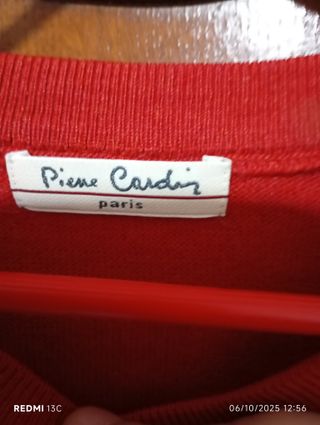 Pierre Cardin
paris
REDMI 13C
06/10/2025 12:56